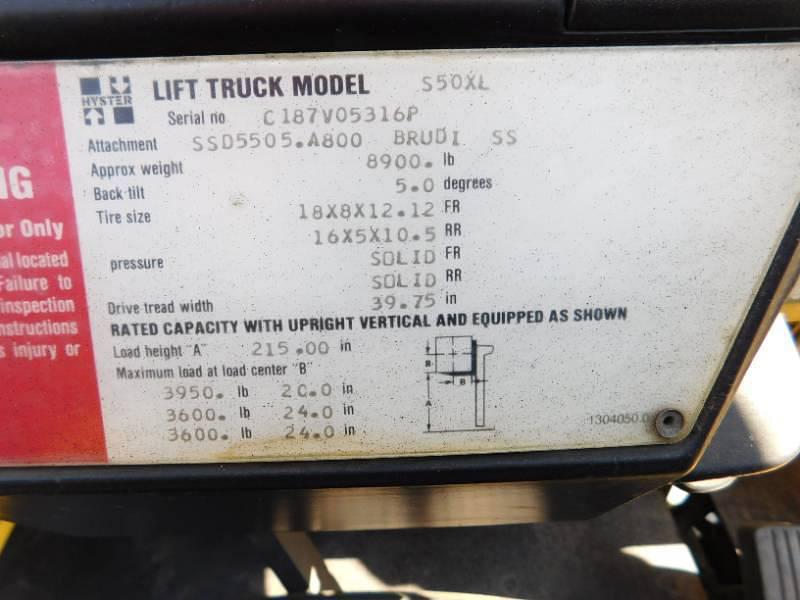 HYSTER
LIFT TRUCK MODEL S50XL
Serial no C187V05316P
Attachment SSD5505.A800 BRUDI SS
Approx weight 8900. lb
Back tilt 5.0 degrees
Tire size 18X8X12.12 FR
16X5X10.5 RR
pressure SOLID FR
SOLID RR
Drive tread width 39.75 in
RATED CAPACITY WITH UPRIGHT VERTICAL AND EQUIPPED AS SHOWN
Load height "A" 215.00 in
Maximum load at load center "B"
3950. lb 20.0 in
3600. lb 24.0 in
3600. lb 24.0 in
B
B
A
1304050.0
NG
or Only
al located
Failure to
inspection
nstructions
s injury or